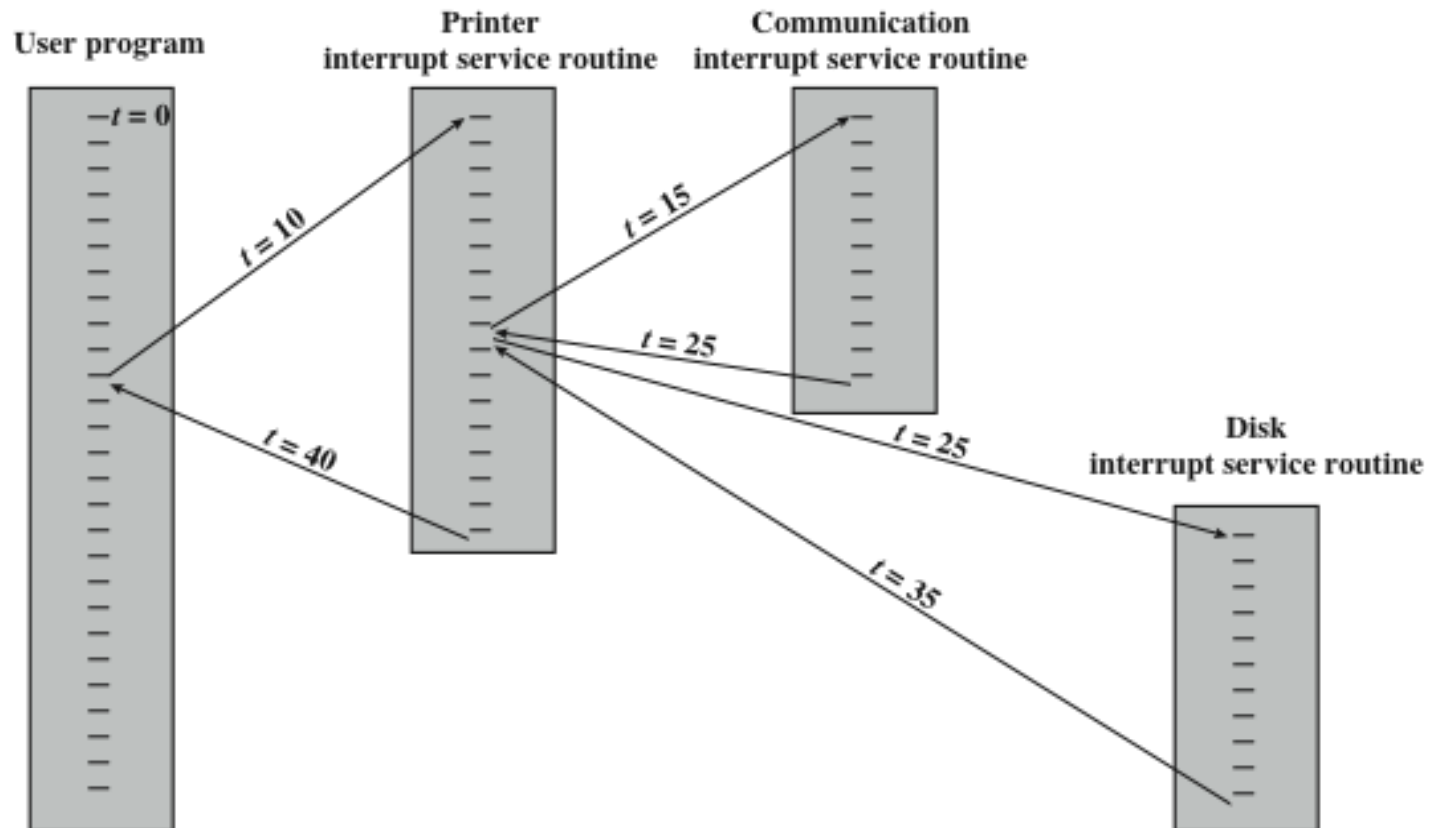 User program
Printer
interrupt service routine
Communication
interrupt service routine
t = 0
t = 10
t = 15
t = 25
t = 40
t = 25
Disk
interrupt service routine
t = 35